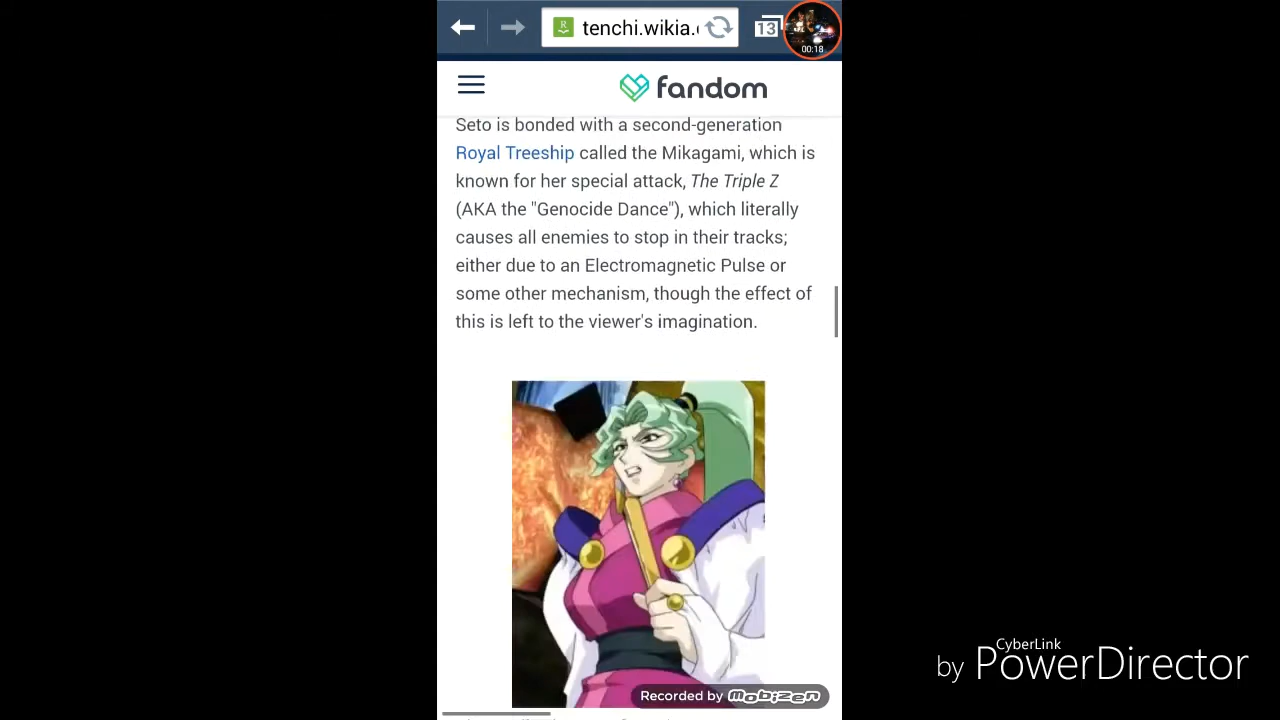 tenchi.wikia.
13
00:18
fandom
Seto is bonded with a second-generation
Royal Treeship called the Mikagami, which is
known for her special attack, The Triple Z
(AKA the "Genocide Dance"), which literally
causes all enemies to stop in their tracks;
either due to an Electromagnetic Pulse or
some other mechanism, though the effect of
this is left to the viewer's imagination.
Recorded by mobizen
CyberLink
by PowerDirector